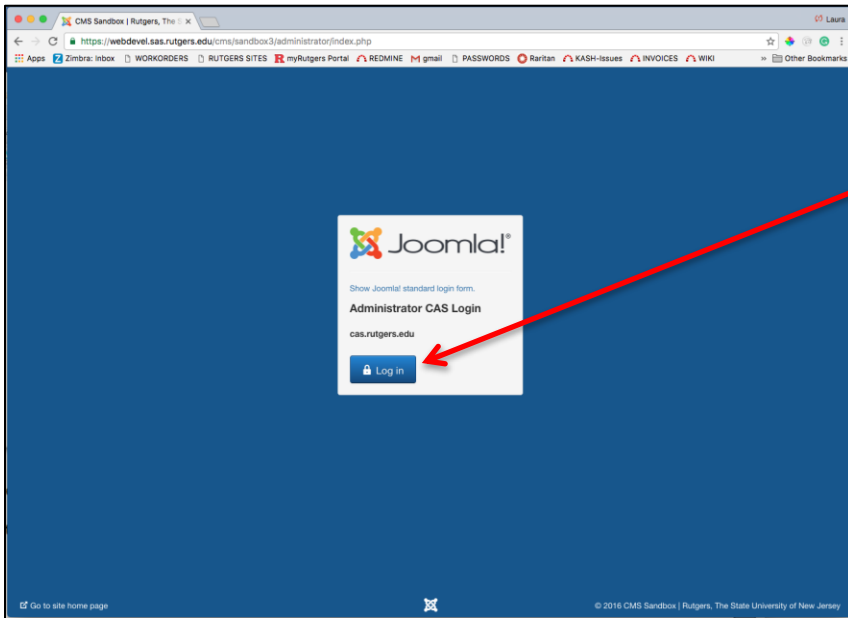 CMS Sandbox | Rutgers, The S
Laura
https://webdevel.sas.rutgers.edu/cms/sandbox3/administrator/index.php
Apps Zimbra: Inbox WORKORDERS RUTGERS SITES myRutgers Portal REDMINE gmail PASSWORDS Raritan KASH-Issues INVOICES WIKI » Other Bookmarks
Joomla!®
Show Joomla! standard login form.
Administrator CAS Login
cas.rutgers.edu
Log in
Go to site home page
© 2016 CMS Sandbox | Rutgers, The State University of New Jersey